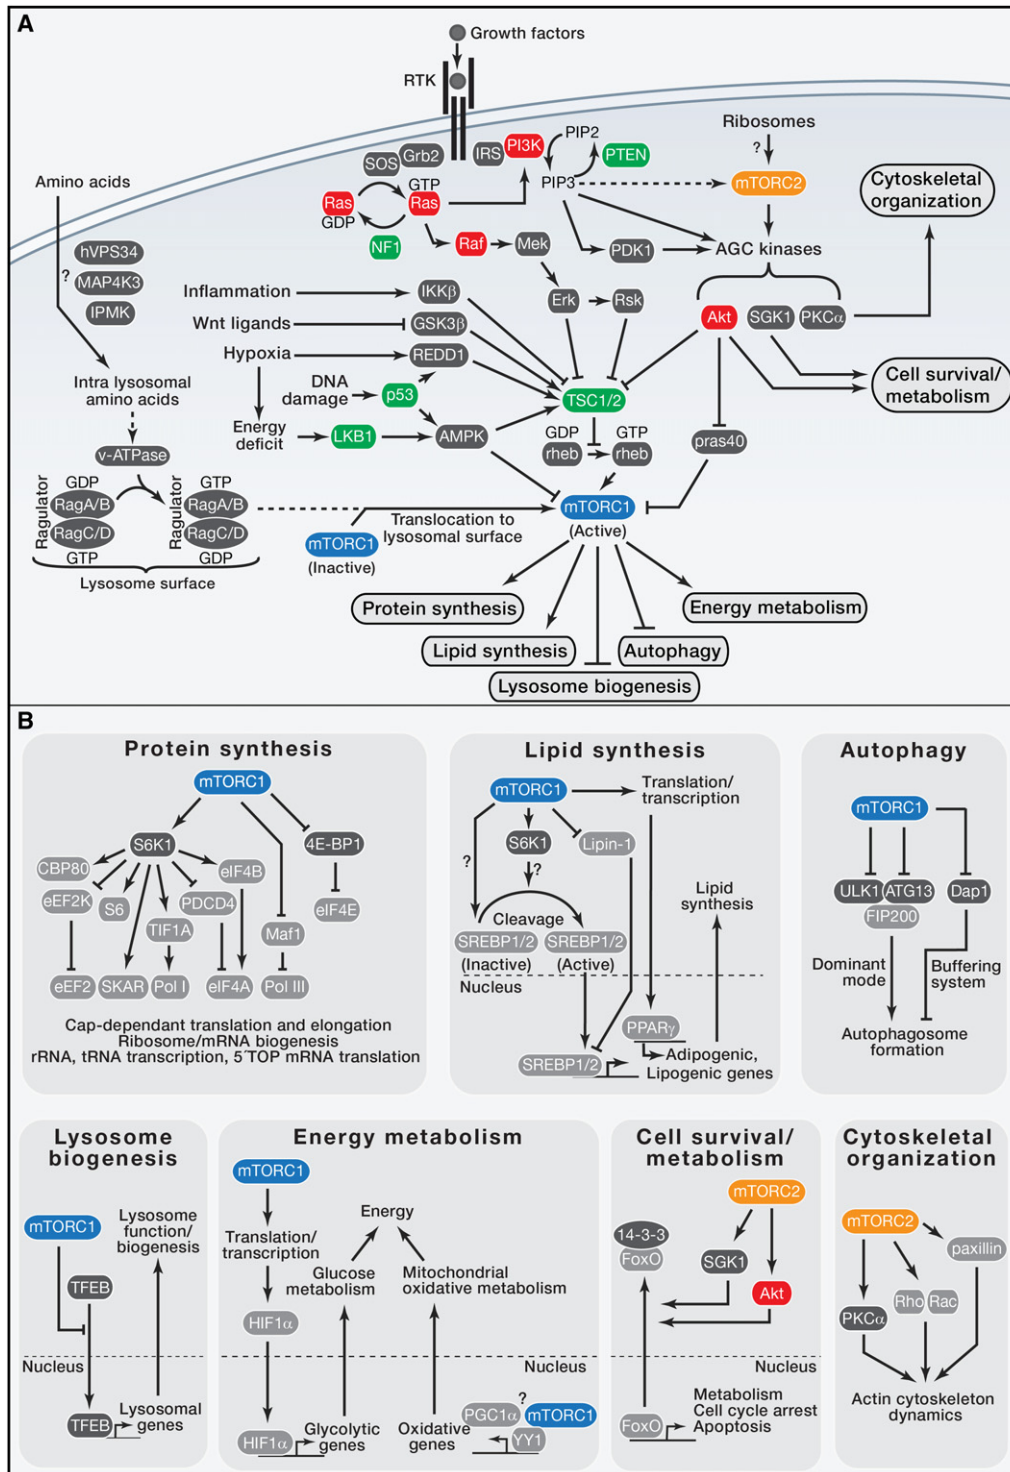 A
Growth factors
RTK
Ribosomes
?
PIP2
PI3K
IRS
PTEN
Grb2
SOS
PIP3
mTORC2
Cytoskeletal
organization
Amino acids
GTP
Ras
Ras
GDP
NF1
Raf
Mek
PDK1
AGC kinases
hVPS34
?
MAP4K3
IPMK
Inflammation
IKKβ
Erk
Rsk
Akt
SGK1
PKCα
Wnt ligands
GSK3β
Hypoxia
REDD1
Cell survival/
metabolism
Intra lysosomal
amino acids
DNA
damage
p53
TSC1/2
Energy
deficit
LKB1
AMPK
GDP
rheb
GTP
rheb
pras40
v-ATPase
Ragulator
GDP
RagA/B
RagC/D
GTP
Ragulator
GTP
RagA/B
RagC/D
GDP
Lysosome surface
Translocation to
lysosomal surface
mTORC1
(Inactive)
mTORC1
(Active)
Protein synthesis
Energy metabolism
Lipid synthesis
Autophagy
Lysosome biogenesis
B
Protein synthesis
mTORC1
S6K1
4E-BP1
CBP80
eIF4B
eEF2K
S6
PDCD4
eIF4E
TIF1A
Maf1
eEF2
SKAR
Pol I
eIF4A
Pol III
Cap-dependant translation and elongation
Ribosome/mRNA biogenesis
rRNA, tRNA transcription, 5´TOP mRNA translation
Lipid synthesis
mTORC1
Translation/
transcription
S6K1
Lipin-1
?
?
Lipid
synthesis
Cleavage
SREBP1/2
(Inactive)
SREBP1/2
(Active)
Nucleus
PPARγ
SREBP1/2
Adipogenic,
Lipogenic genes
Autophagy
mTORC1
ULK1
ATG13
Dap1
FIP200
Dominant
mode
Buffering
system
Autophagosome
formation
Lysosome
biogenesis
mTORC1
Lysosome
function/
biogenesis
TFEB
Nucleus
TFEB
Lysosomal
genes
Energy metabolism
mTORC1
Translation/
transcription
Energy
Glucose
metabolism
Mitochondrial
oxidative metabolism
HIF1α
Nucleus
HIF1α
Glycolytic
genes
Oxidative
genes
?
PGC1α
mTORC1
YY1
Cell survival/
metabolism
mTORC2
14-3-3
FoxO
SGK1
Akt
Nucleus
FoxO
Metabolism
Cell cycle arrest
Apoptosis
Cytoskeletal
organization
mTORC2
paxillin
Rho
Rac
PKCα
Actin cytoskeleton
dynamics